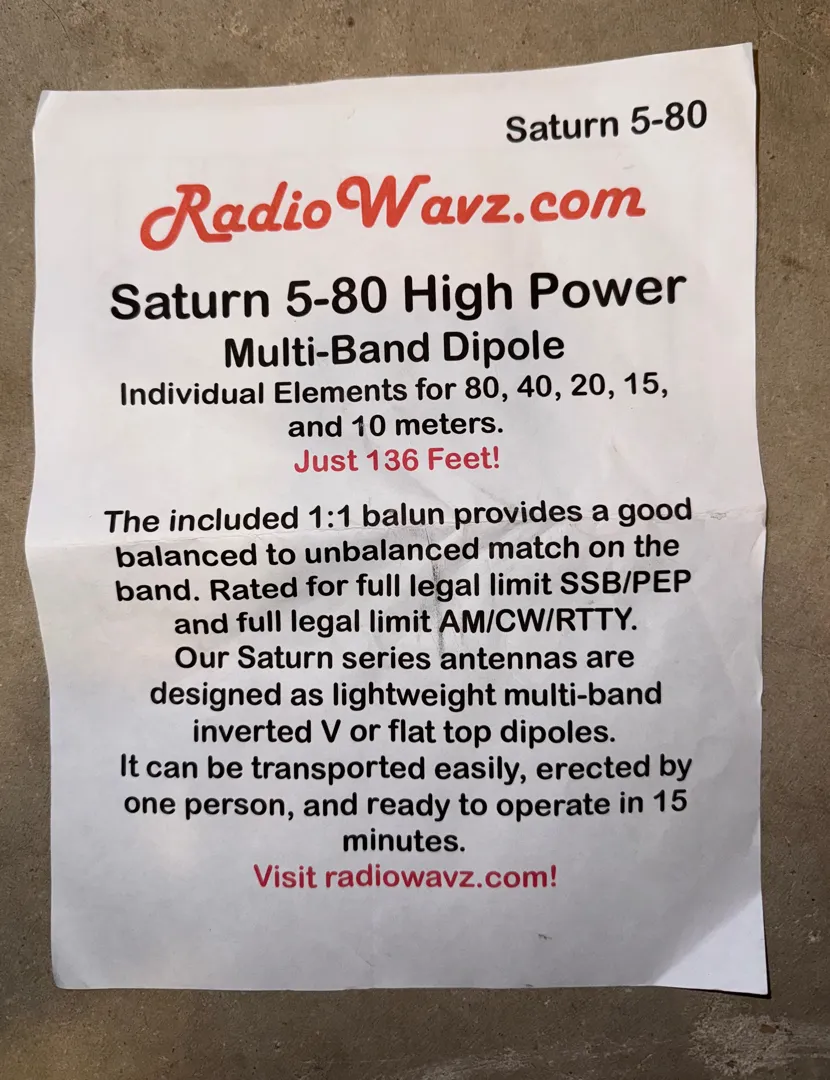 Saturn 5-80
RadioWavz.com
Saturn 5-80 High Power
Multi-Band Dipole
Individual Elements for 80, 40, 20, 15,
and 10 meters.
Just 136 Feet!
The included 1:1 balun provides a good
balanced to unbalanced match on the
band. Rated for full legal limit SSB/PEP
and full legal limit AM/CW/RTTY.
Our Saturn series antennas are
designed as lightweight multi-band
inverted V or flat top dipoles.
It can be transported easily, erected by
one person, and ready to operate in 15
minutes.
Visit radiowavz.com!